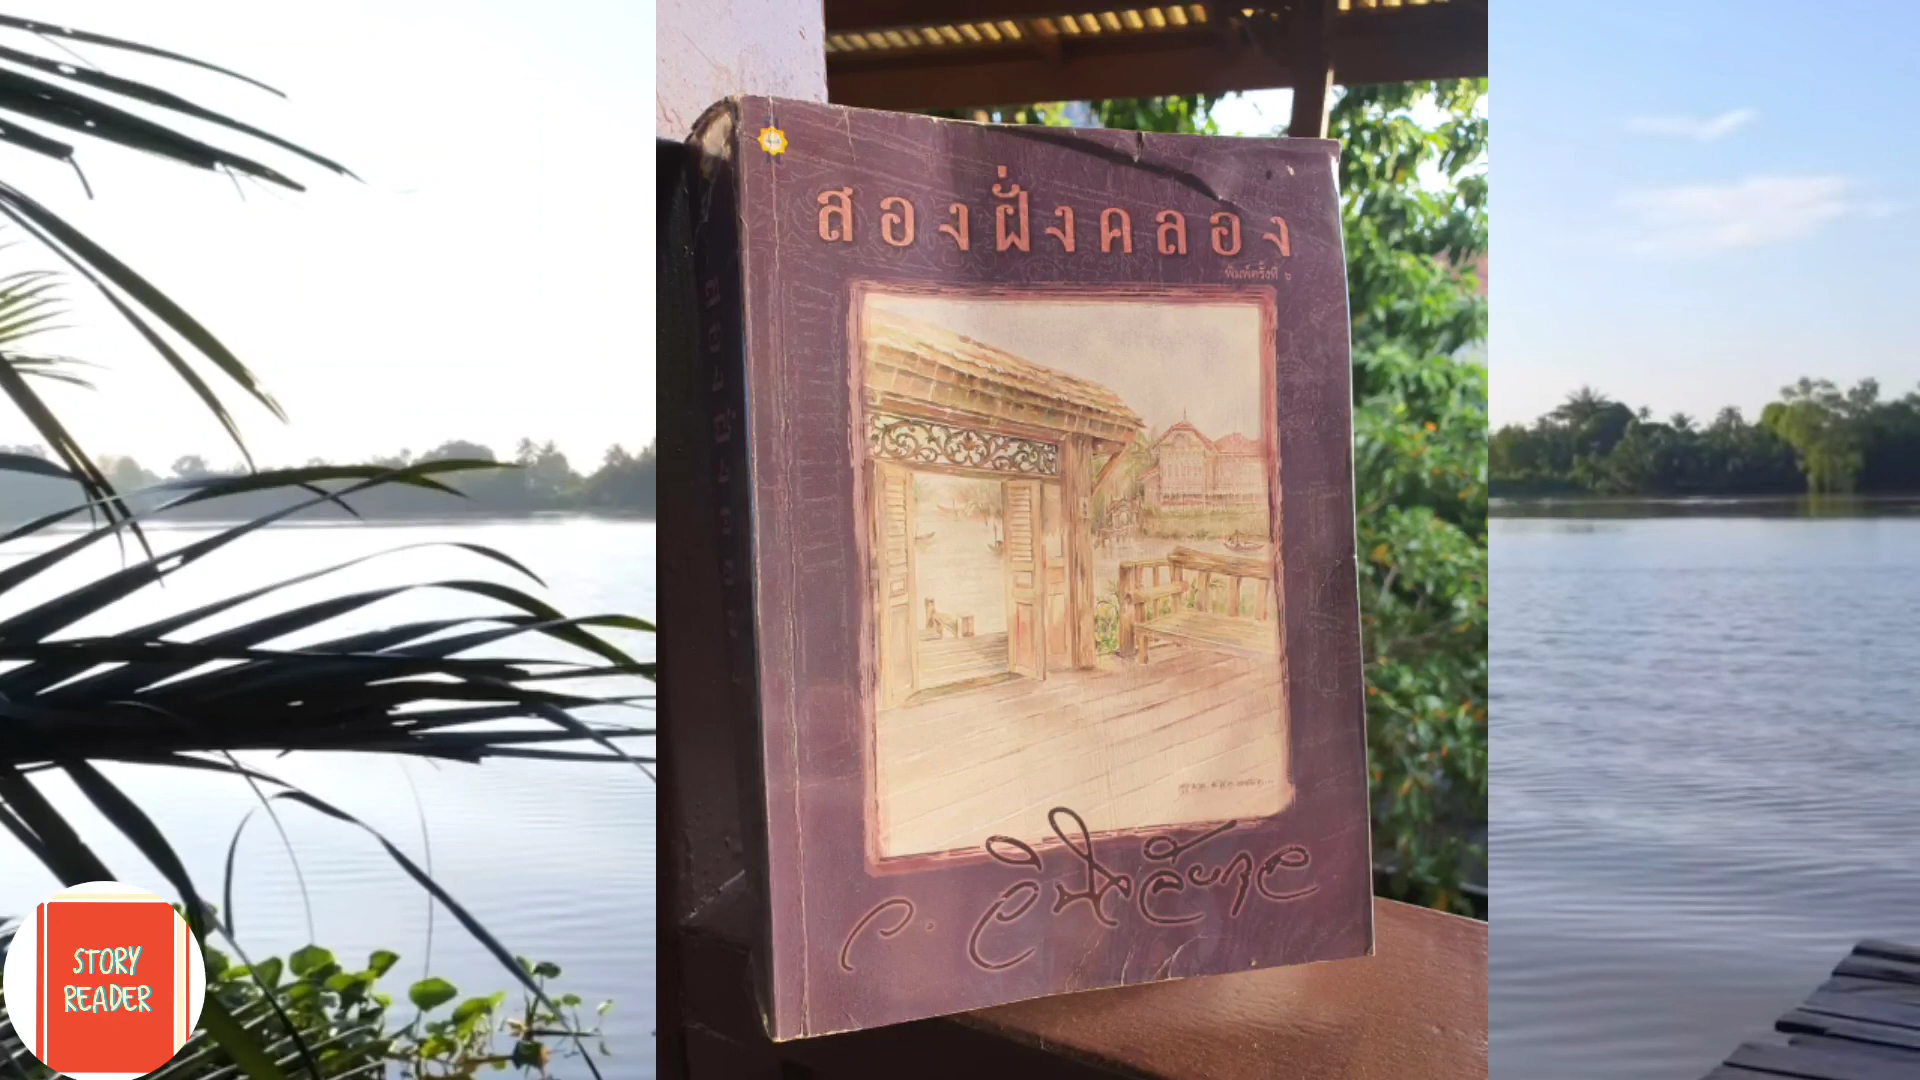 สองฝั่งคลอง
พิมพ์ครั้งที่ ๖
ว. วินิจฉัยกุล
STORY
READER